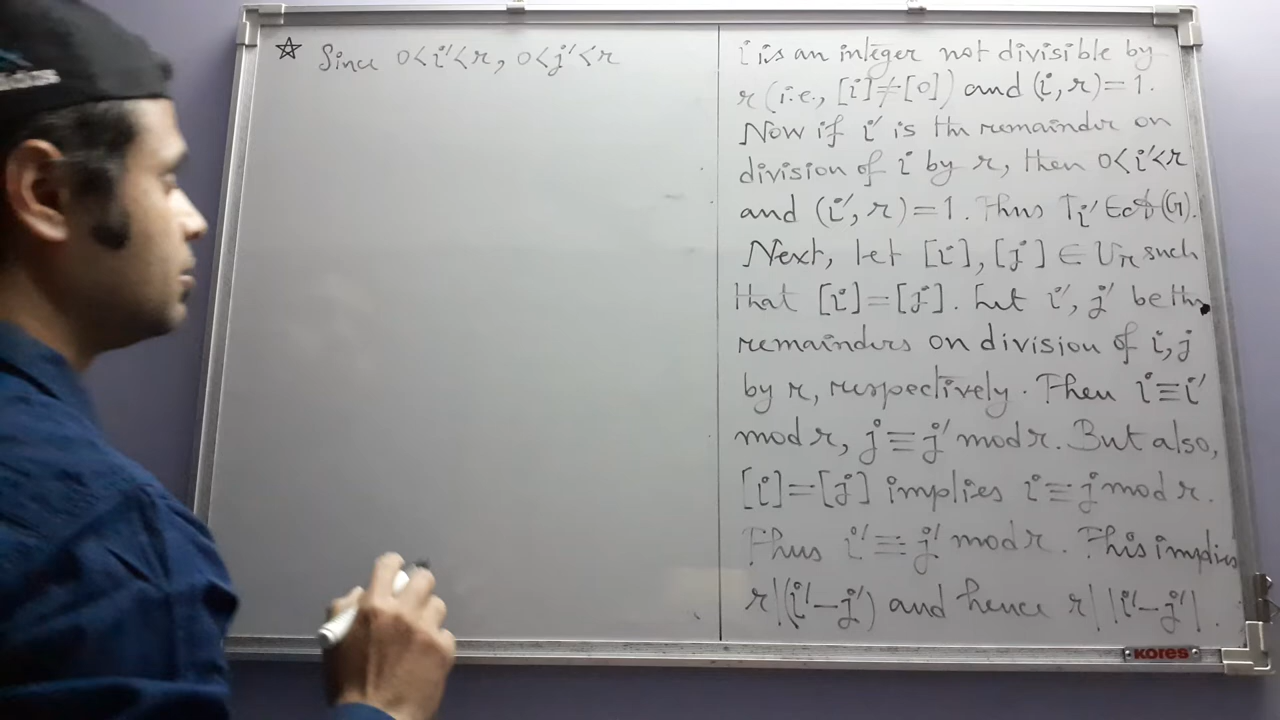 ☆ Since 0<i'<r, 0<j'<r
i is an integer not divisible by
r (i.e., [i]≠[0]) and (i, r)=1.
Now if i' is the remainder on
division of i by r, then 0<i'<r
and (i', r)=1. Thus T_i' ∈ 𝒜(G).
Next, let [i], [j] ∈ U_r such
that [i]=[j]. Let i', j' be the
remainders on division of i, j
by r, respectively. Then i≡i'
mod r, j≡j' mod r. But also,
[i]=[j] implies i≡j mod r.
Thus i'≡j' mod r. This implies
r|(i'-j') and hence r||i'-j'|.
KORES